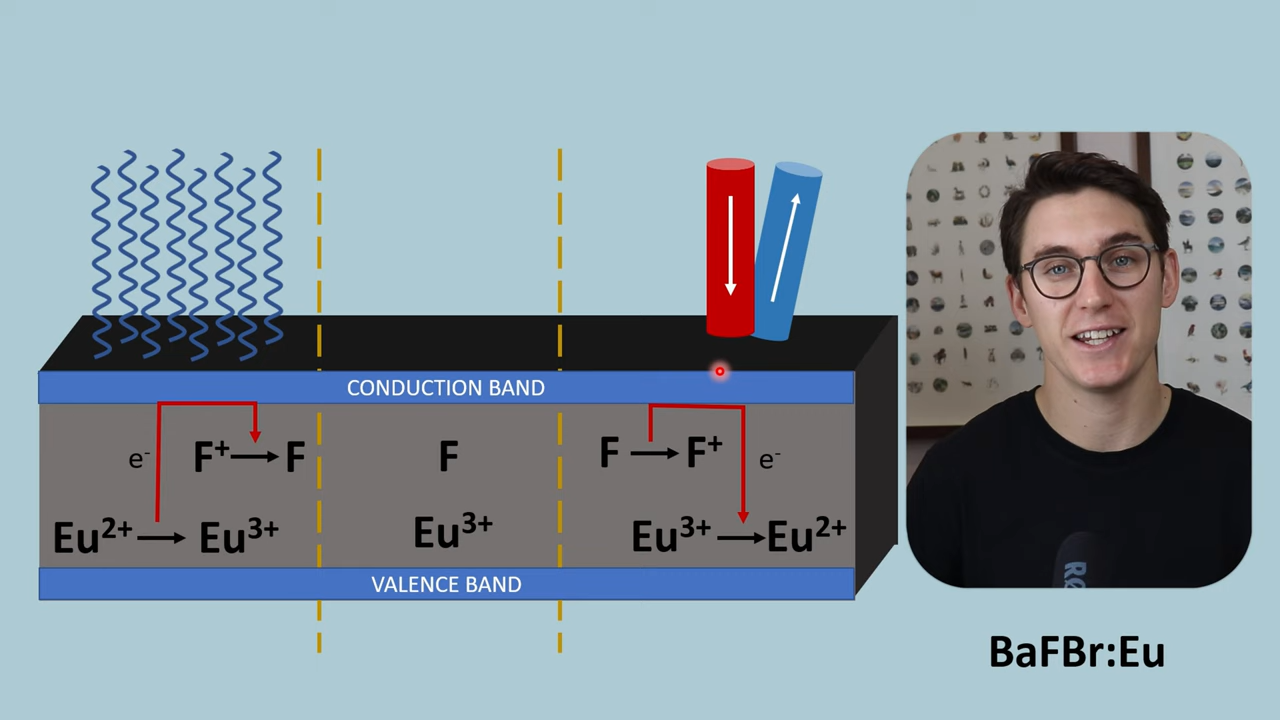 CONDUCTION BAND
e⁻ F⁺ → F
Eu²⁺ → Eu³⁺
F
Eu³⁺
F → F⁺ e⁻
Eu³⁺ → Eu²⁺
VALENCE BAND
BaFBr:Eu